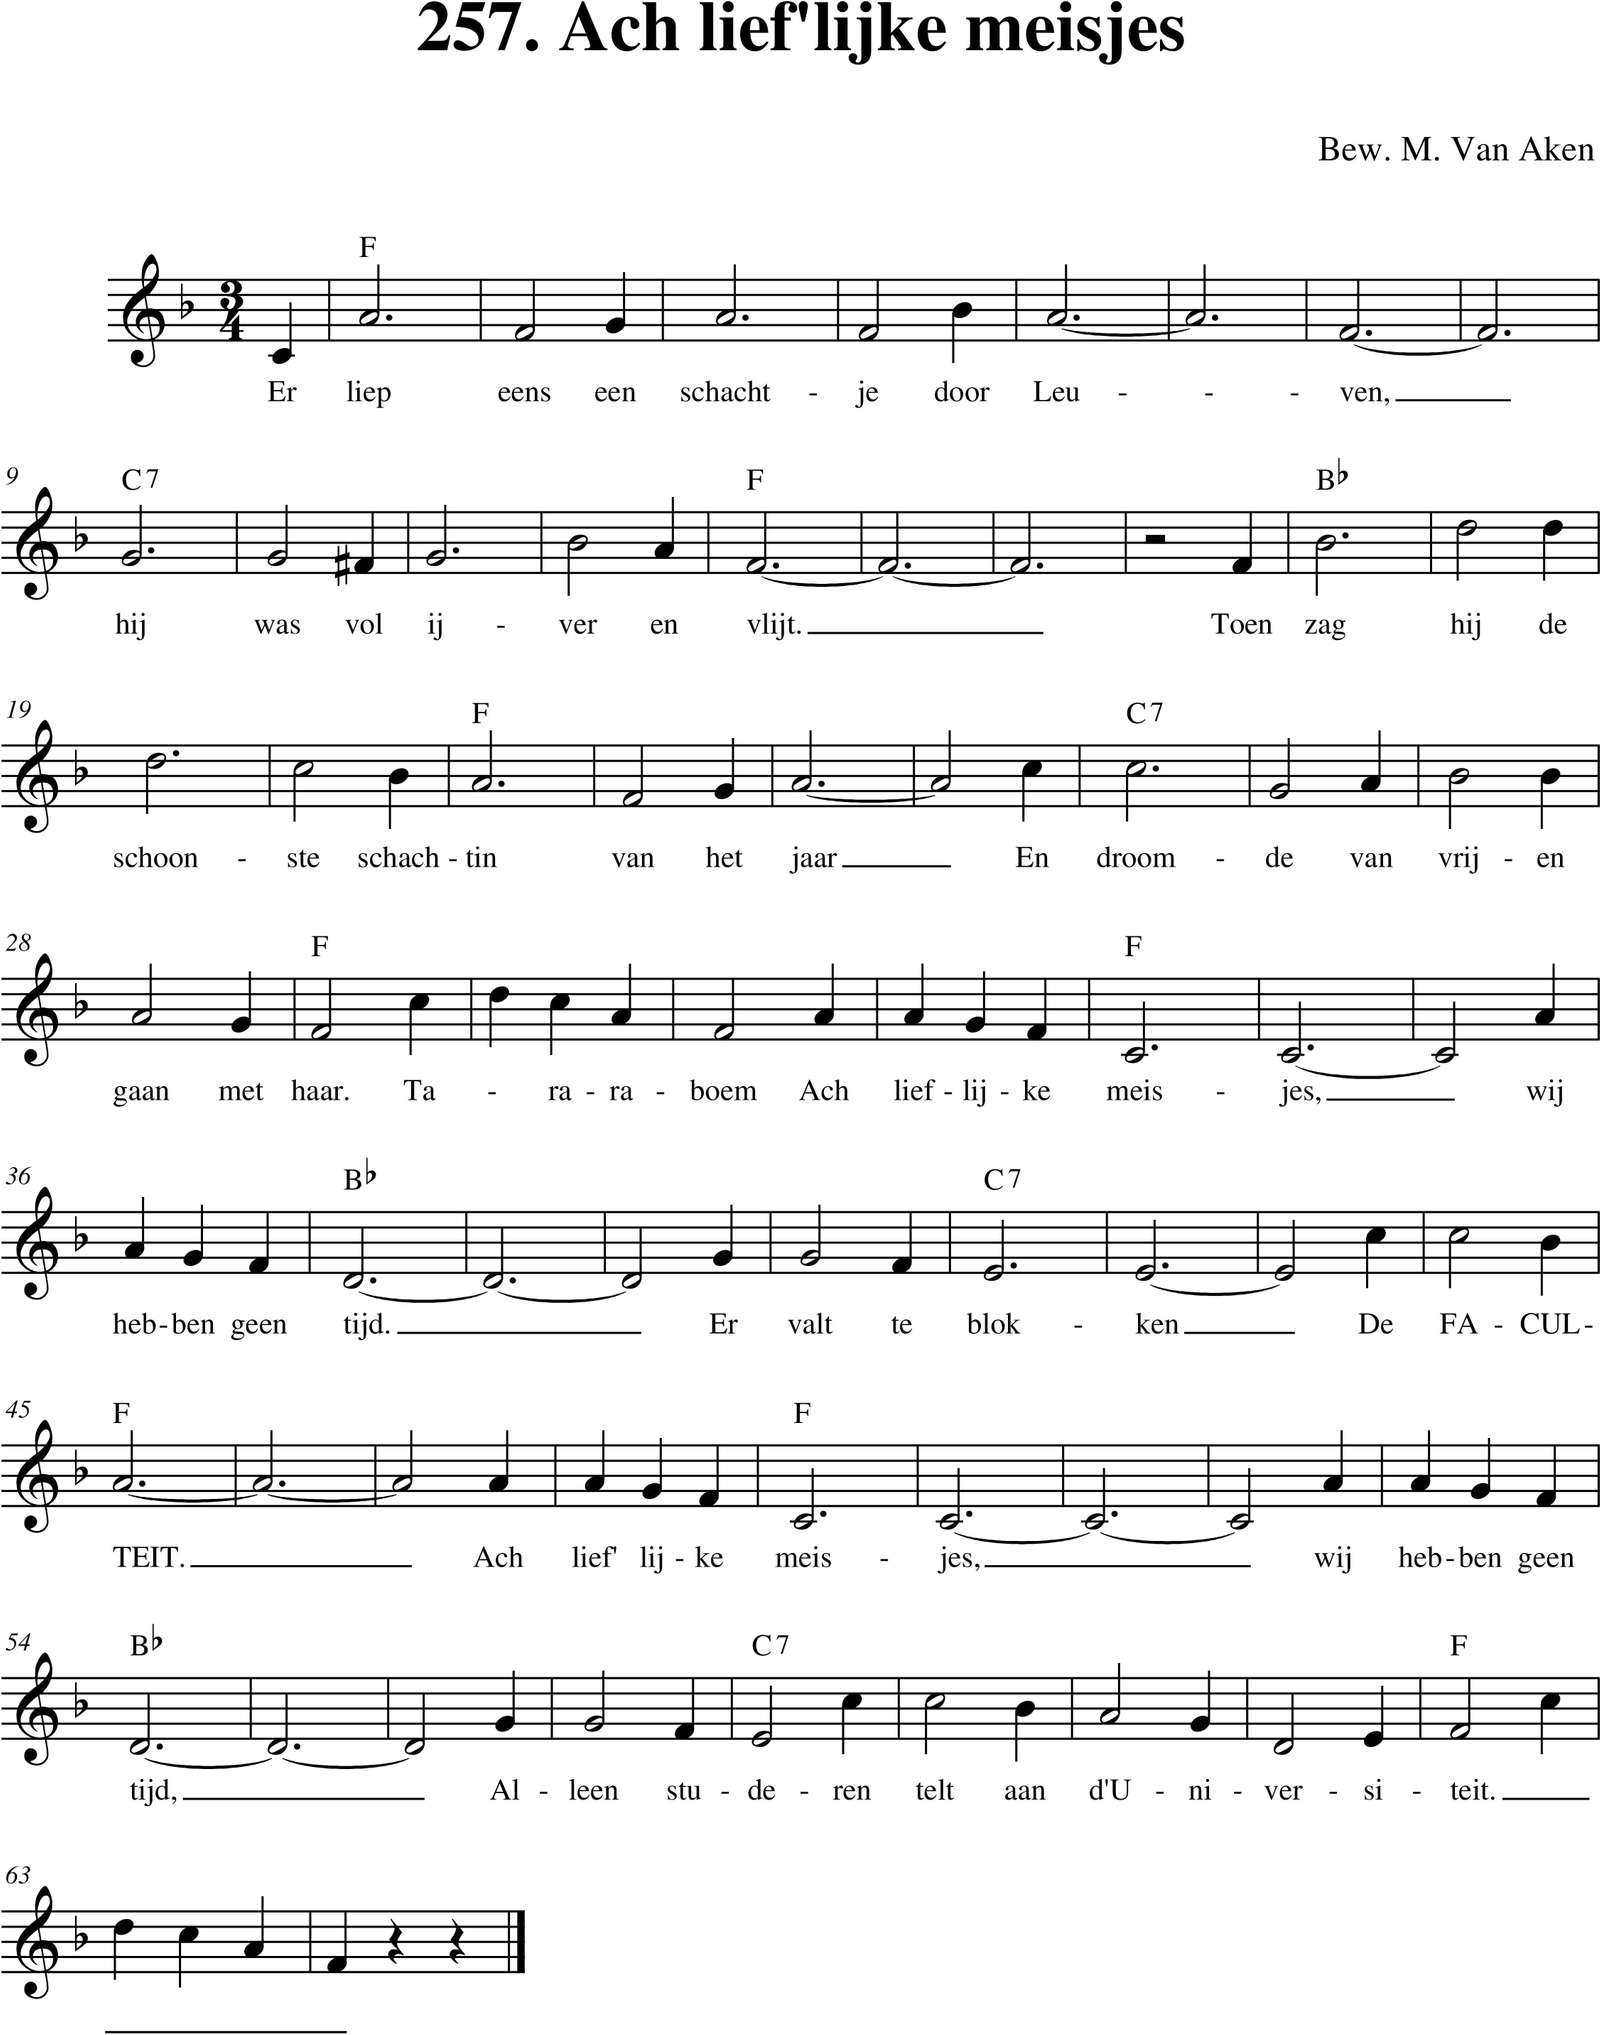 257. Ach lief'lijke meisjes
Bew. M. Van Aken
F
3
4
Er liep eens een schacht - je door Leu - - - ven,
9
C7 F B♭
hij was vol ij - ver en vlijt. Toen zag hij de
19
F C7
schoon - ste schach - tin van het jaar En droom - de van vrij - en
28
F F
gaan met haar. Ta - ra - ra - boem Ach lief - lij - ke meis - jes, wij
36
B♭ C7
heb - ben geen tijd. Er valt te blok - ken De FA - CUL -
45
F F
TEIT. Ach lief' lij - ke meis - jes, wij heb - ben geen
54
B♭ C7 F
tijd, Al - leen stu - de - ren telt aan d'U - ni - ver - si - teit.
63